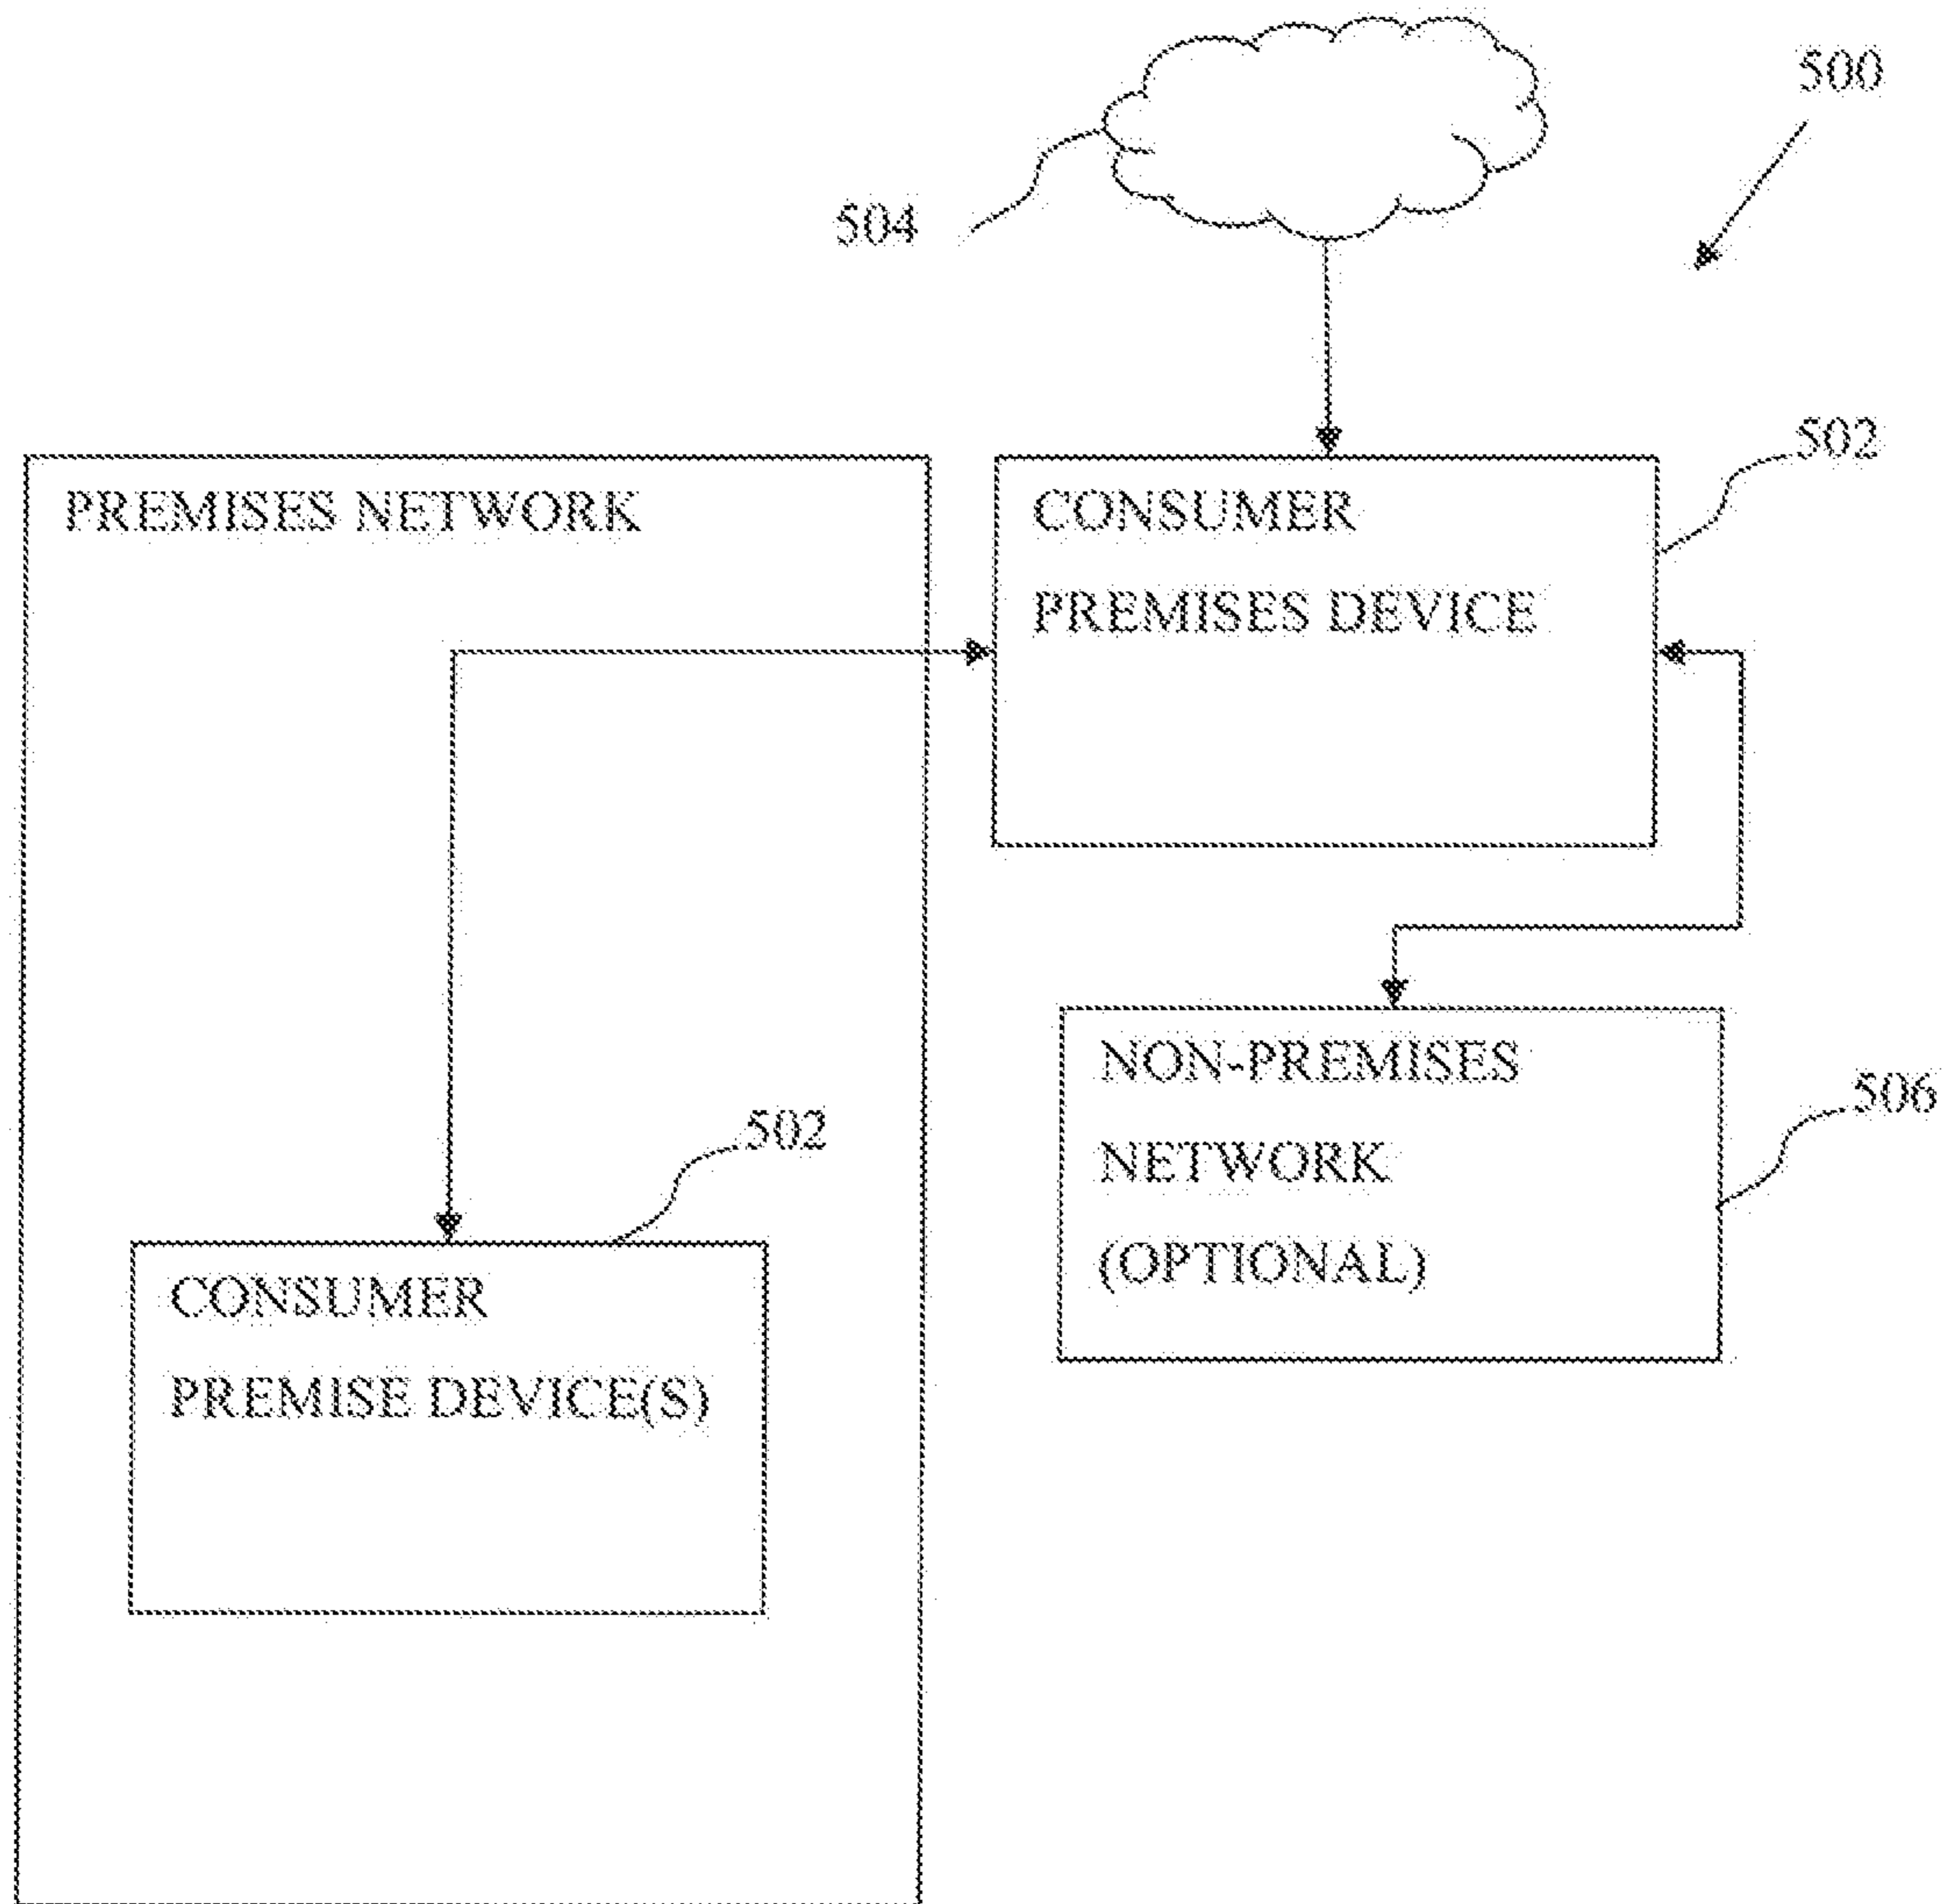 500
504
502
PREMISES NETWORK
CONSUMER
PREMISES DEVICE
NON-PREMISES
NETWORK
(OPTIONAL)
506
502
CONSUMER
PREMISE DEVICE(S)